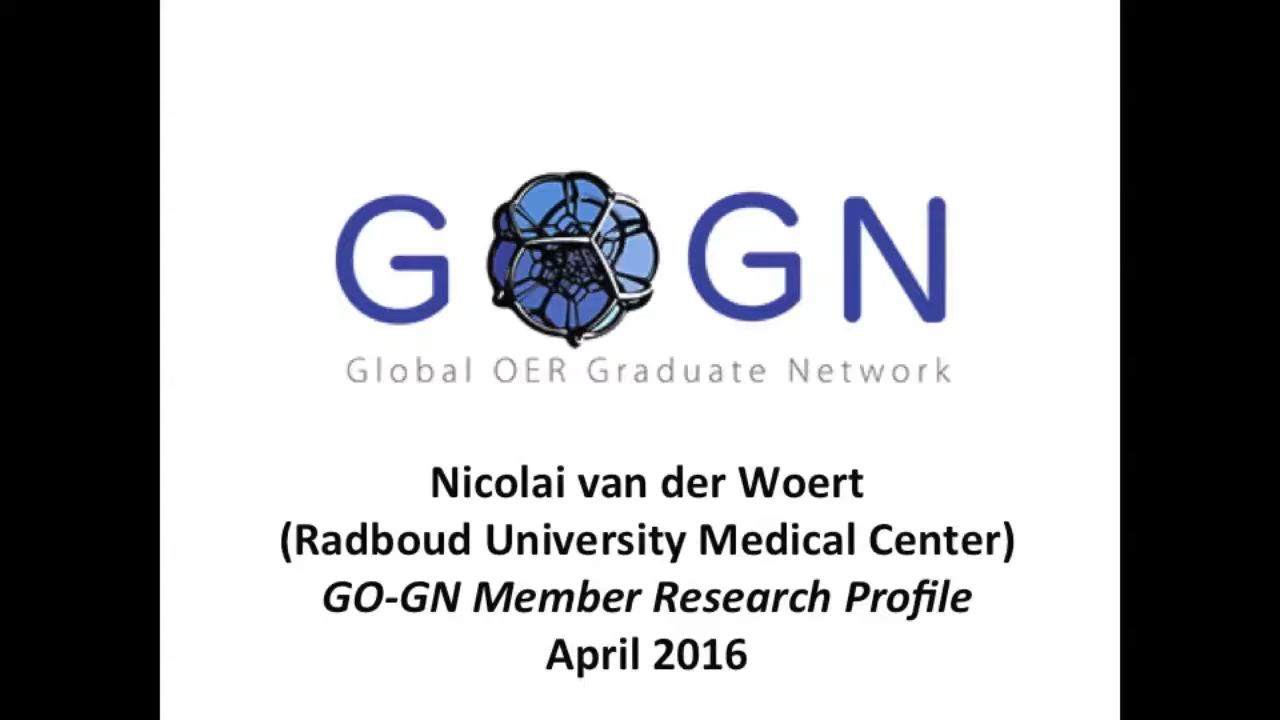 GOGN
Global OER Graduate Network
Nicolai van der Woert
(Radboud University Medical Center)
GO-GN Member Research Profile
April 2016